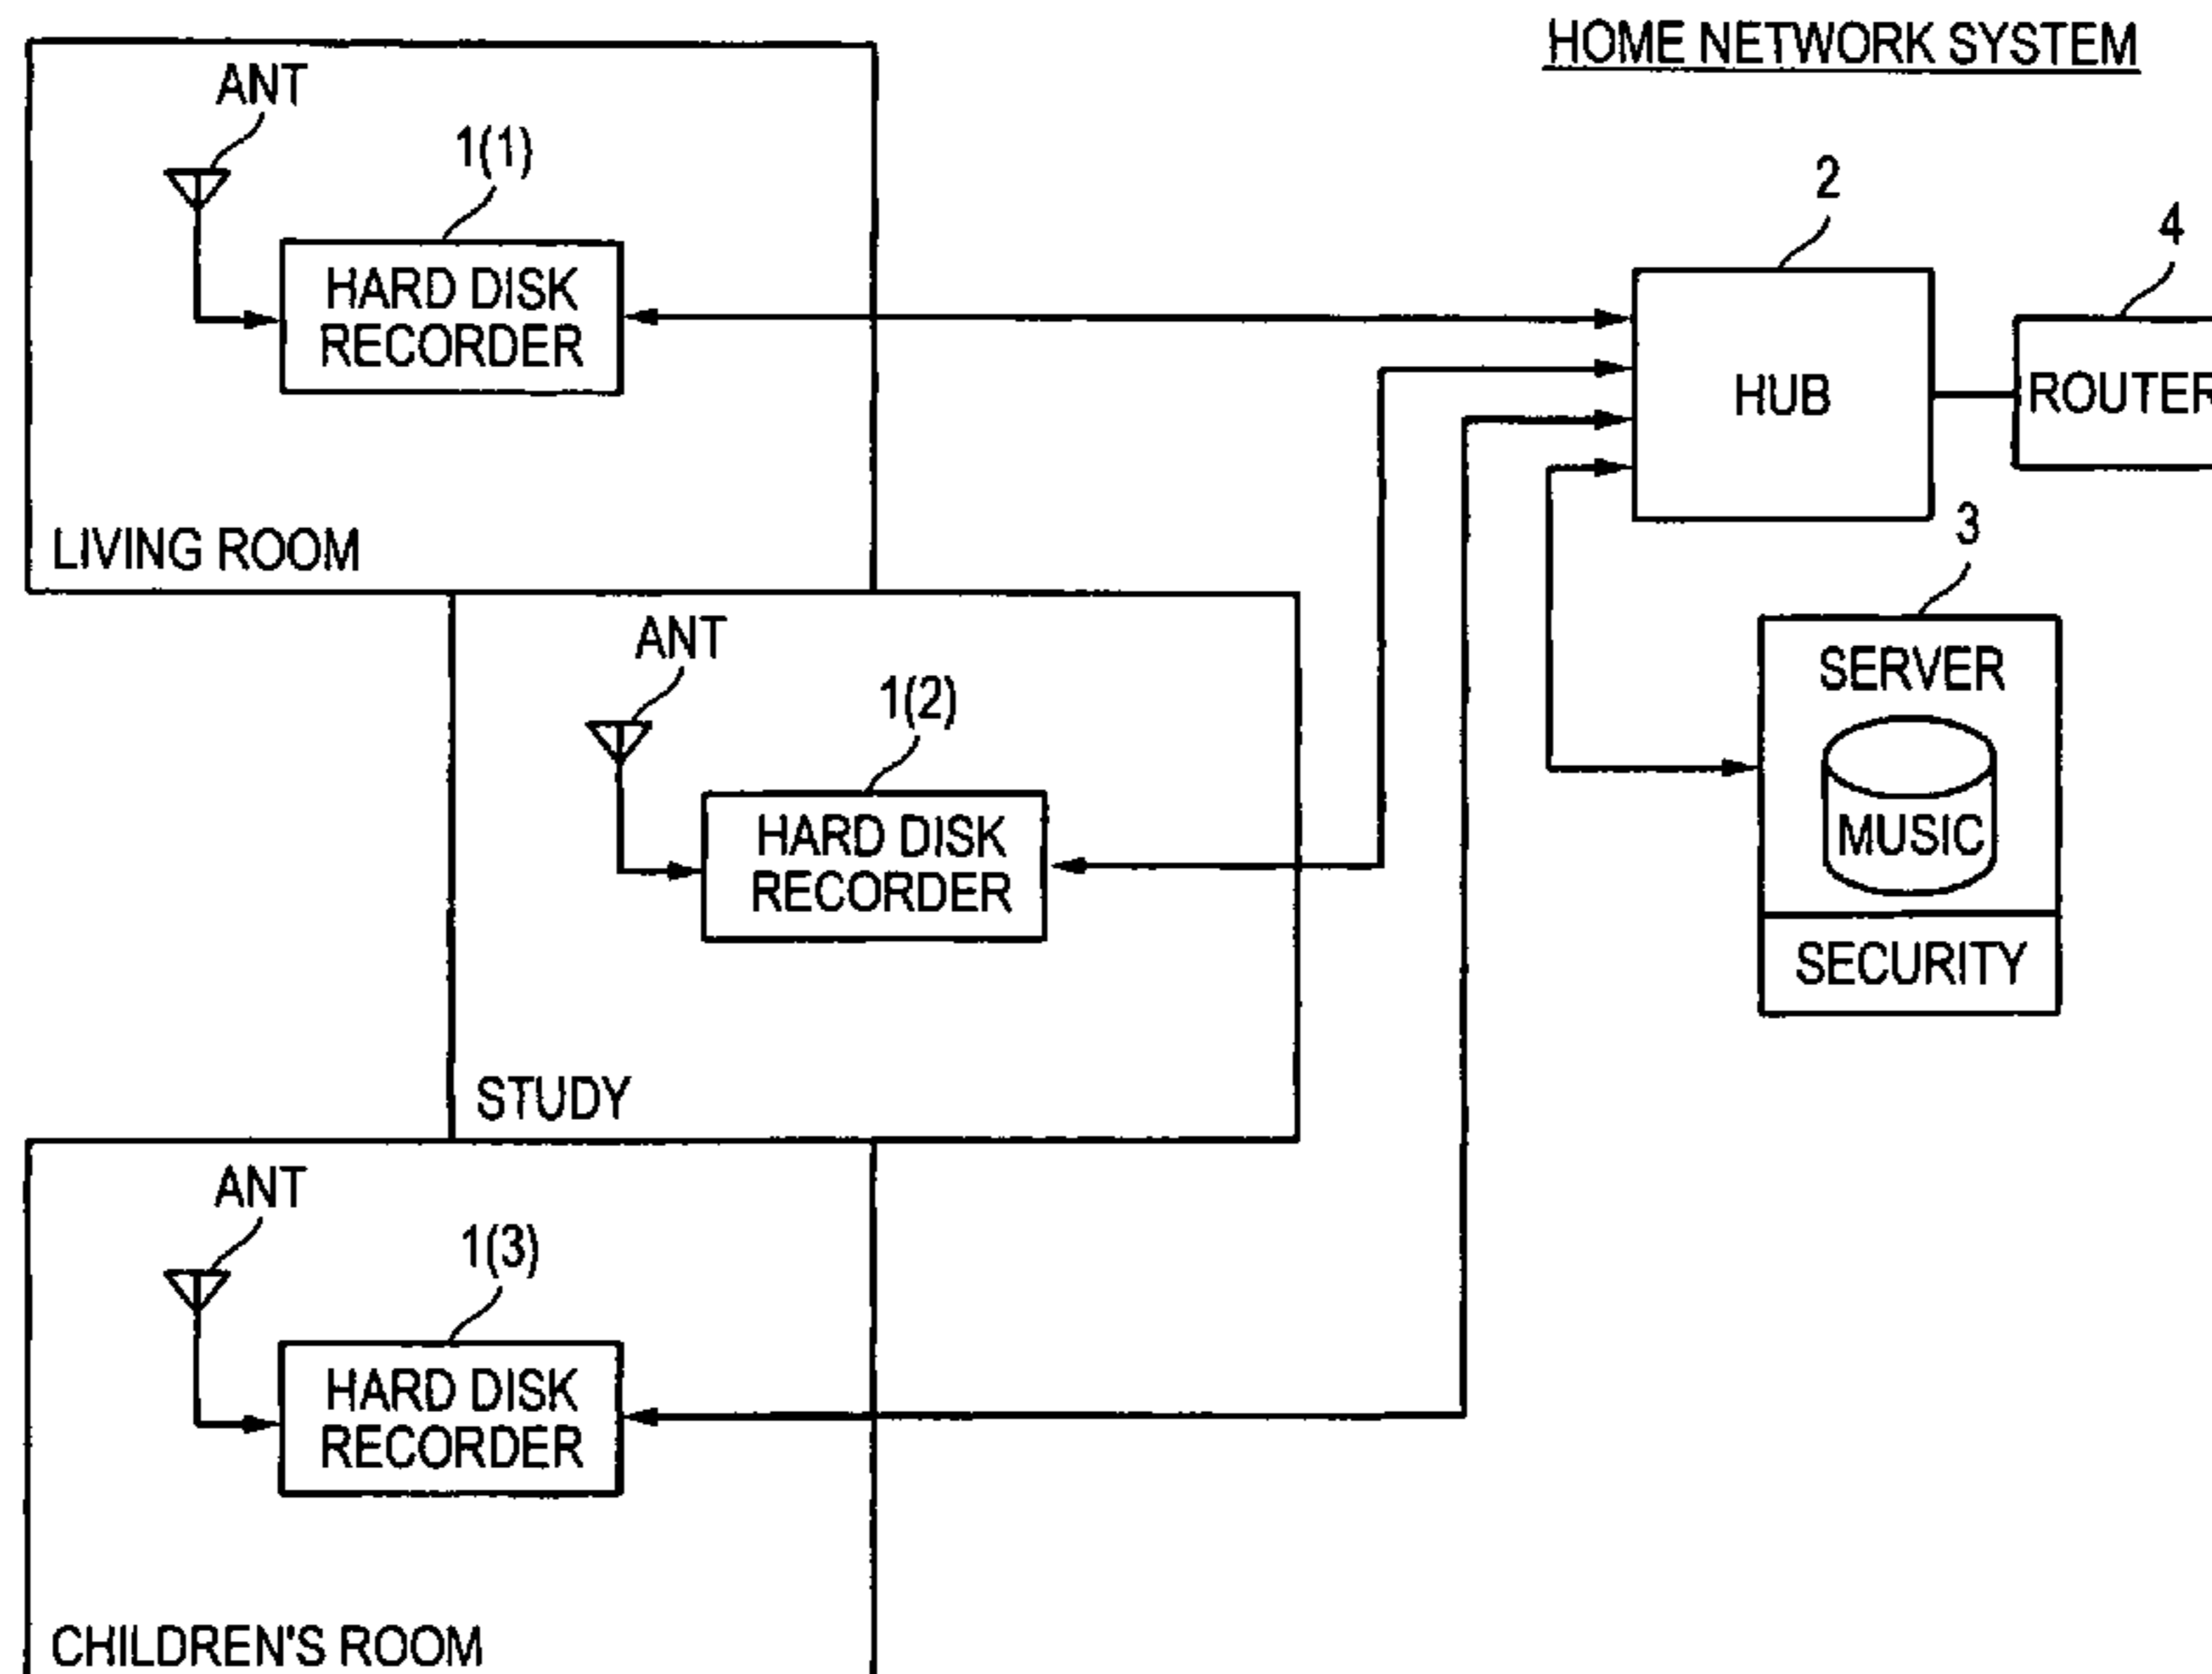 HOME NETWORK SYSTEM
ANT
1(1)
HARD DISK
RECORDER
LIVING ROOM
2
HUB
4
ROUTER
3
SERVER
MUSIC
SECURITY
ANT
1(2)
HARD DISK
RECORDER
STUDY
ANT
1(3)
HARD DISK
RECORDER
CHILDREN'S ROOM